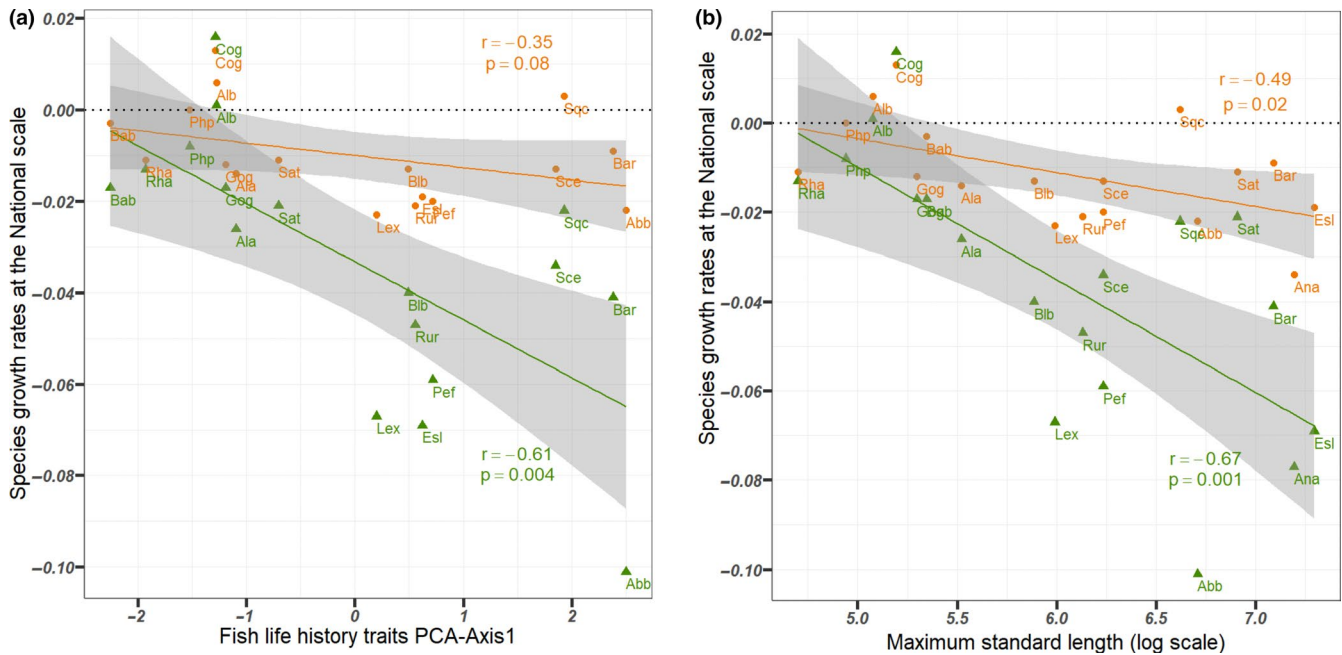 (a)
Species growth rates at the National scale
0.02
0.00
−0.02
−0.04
−0.06
−0.08
−0.10
Cog
Cog
Alb
Alb
Php
Php
Bab
Bab
Rha
Rha
Gog
Gog
Ala
Ala
Sat
Sat
r = −0.35
p = 0.08
Sqc
Sqc
Bar
Bar
Sce
Sce
Abb
Blb
Blb
Esl
Rur
Pef
Lex
Rur
Pef
Lex
Esl
r = −0.61
p = 0.004
Abb
−2
−1
0
1
2
Fish life history traits PCA-Axis1
(b)
Species growth rates at the National scale
0.02
0.00
−0.02
−0.04
−0.06
−0.08
−0.10
Cog
Cog
Alb
Alb
Php
Php
Bab
Bab
Rha
Rha
Gog
Gog
Ala
Ala
r = −0.49
p = 0.02
Sqc
Sqc
Sat
Sat
Bar
Bar
Blb
Blb
Sce
Sce
Lex
Rur
Pef
Abb
Esl
Ana
Rur
Pef
Lex
Esl
Ana
r = −0.67
p = 0.001
Abb
5.0
5.5
6.0
6.5
7.0
Maximum standard length (log scale)